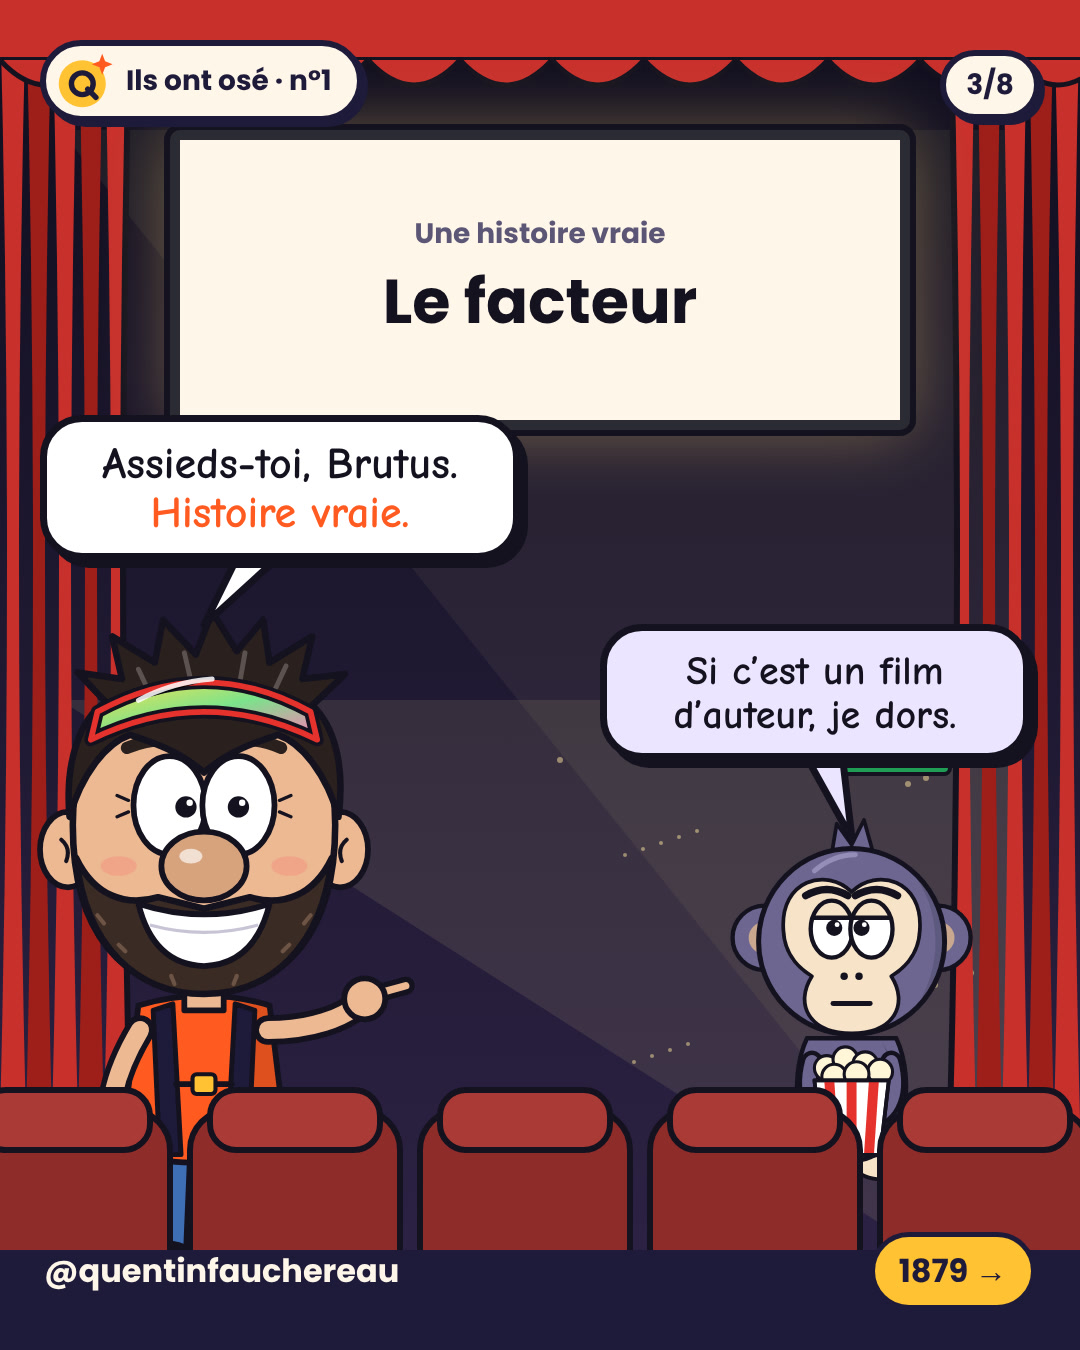 Q Ils ont osé · n°1
3/8
Une histoire vraie
Le facteur
Assieds-toi, Brutus.
Histoire vraie.
Si c’est un film
d’auteur, je dors.
@quentinfauchereau
1879 →